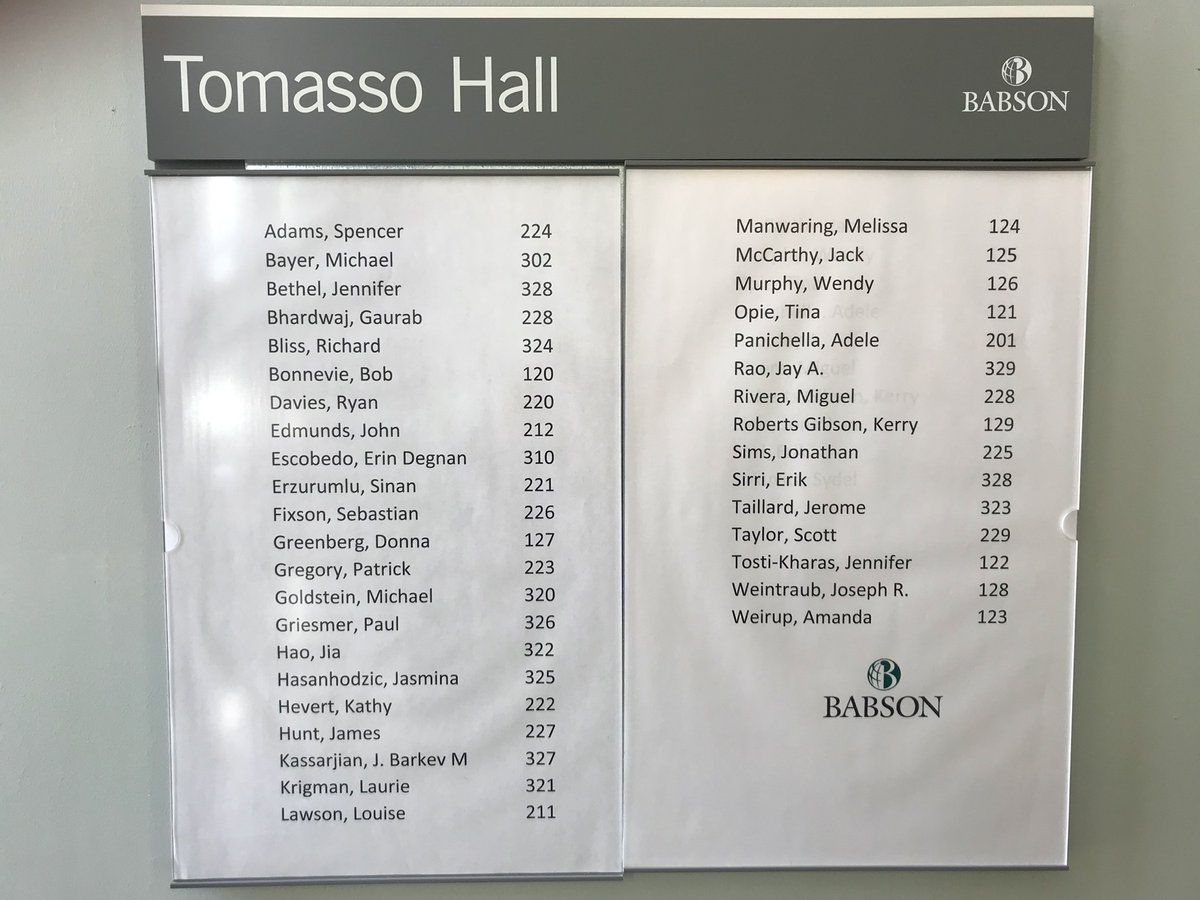 Tomasso Hall
BABSON
Adams, Spencer 224
Bayer, Michael 302
Bethel, Jennifer 328
Bhardwaj, Gaurab 228
Bliss, Richard 324
Bonnevie, Bob 120
Davies, Ryan 220
Edmunds, John 212
Escobedo, Erin Degnan 310
Erzurumlu, Sinan 221
Fixson, Sebastian 226
Greenberg, Donna 127
Gregory, Patrick 223
Goldstein, Michael 320
Griesmer, Paul 326
Hao, Jia 322
Hasanhodzic, Jasmina 325
Hevert, Kathy 222
Hunt, James 227
Kassarjian, J. Barkev M 327
Krigman, Laurie 321
Lawson, Louise 211
Manwaring, Melissa 124
McCarthy, Jack 125
Murphy, Wendy 126
Opie, Tina 121
Panichella, Adele 201
Rao, Jay A. 329
Rivera, Miguel 228
Roberts Gibson, Kerry 129
Sims, Jonathan 225
Sirri, Erik 328
Taillard, Jerome 323
Taylor, Scott 229
Tosti-Kharas, Jennifer 122
Weintraub, Joseph R. 128
Weirup, Amanda 123
BABSON